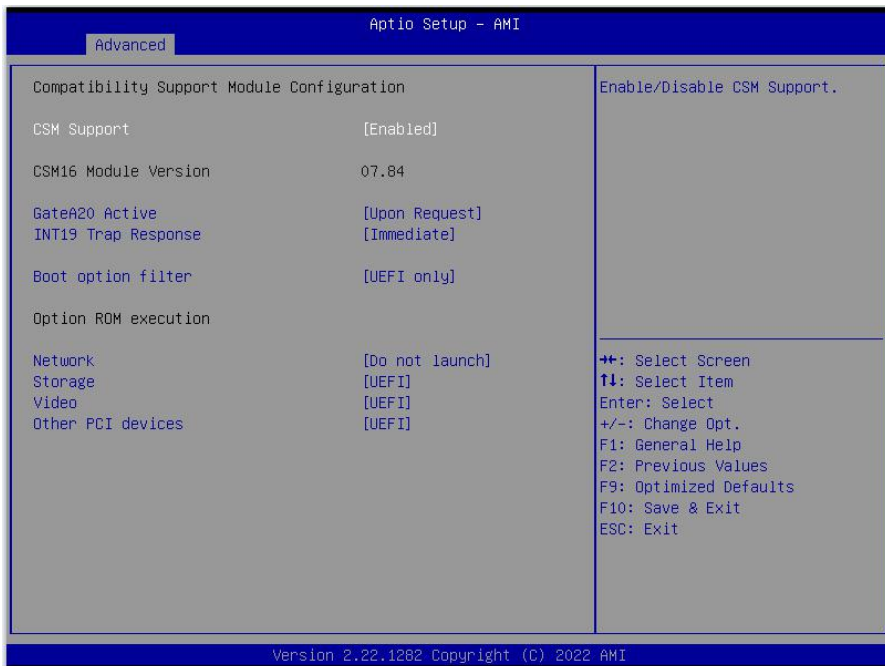 Aptio Setup - AMI
Advanced
Compatibility Support Module Configuration
CSM Support [Enabled]
CSM16 Module Version 07.84
GateA20 Active [Upon Request]
INT19 Trap Response [Immediate]
Boot option filter [UEFI only]
Option ROM execution
Network [Do not launch]
Storage [UEFI]
Video [UEFI]
Other PCI devices [UEFI]
Enable/Disable CSM Support.
→←: Select Screen
↑↓: Select Item
Enter: Select
+/-: Change Opt.
F1: General Help
F2: Previous Values
F9: Optimized Defaults
F10: Save & Exit
ESC: Exit
Version 2.22.1282 Copyright (C) 2022 AMI